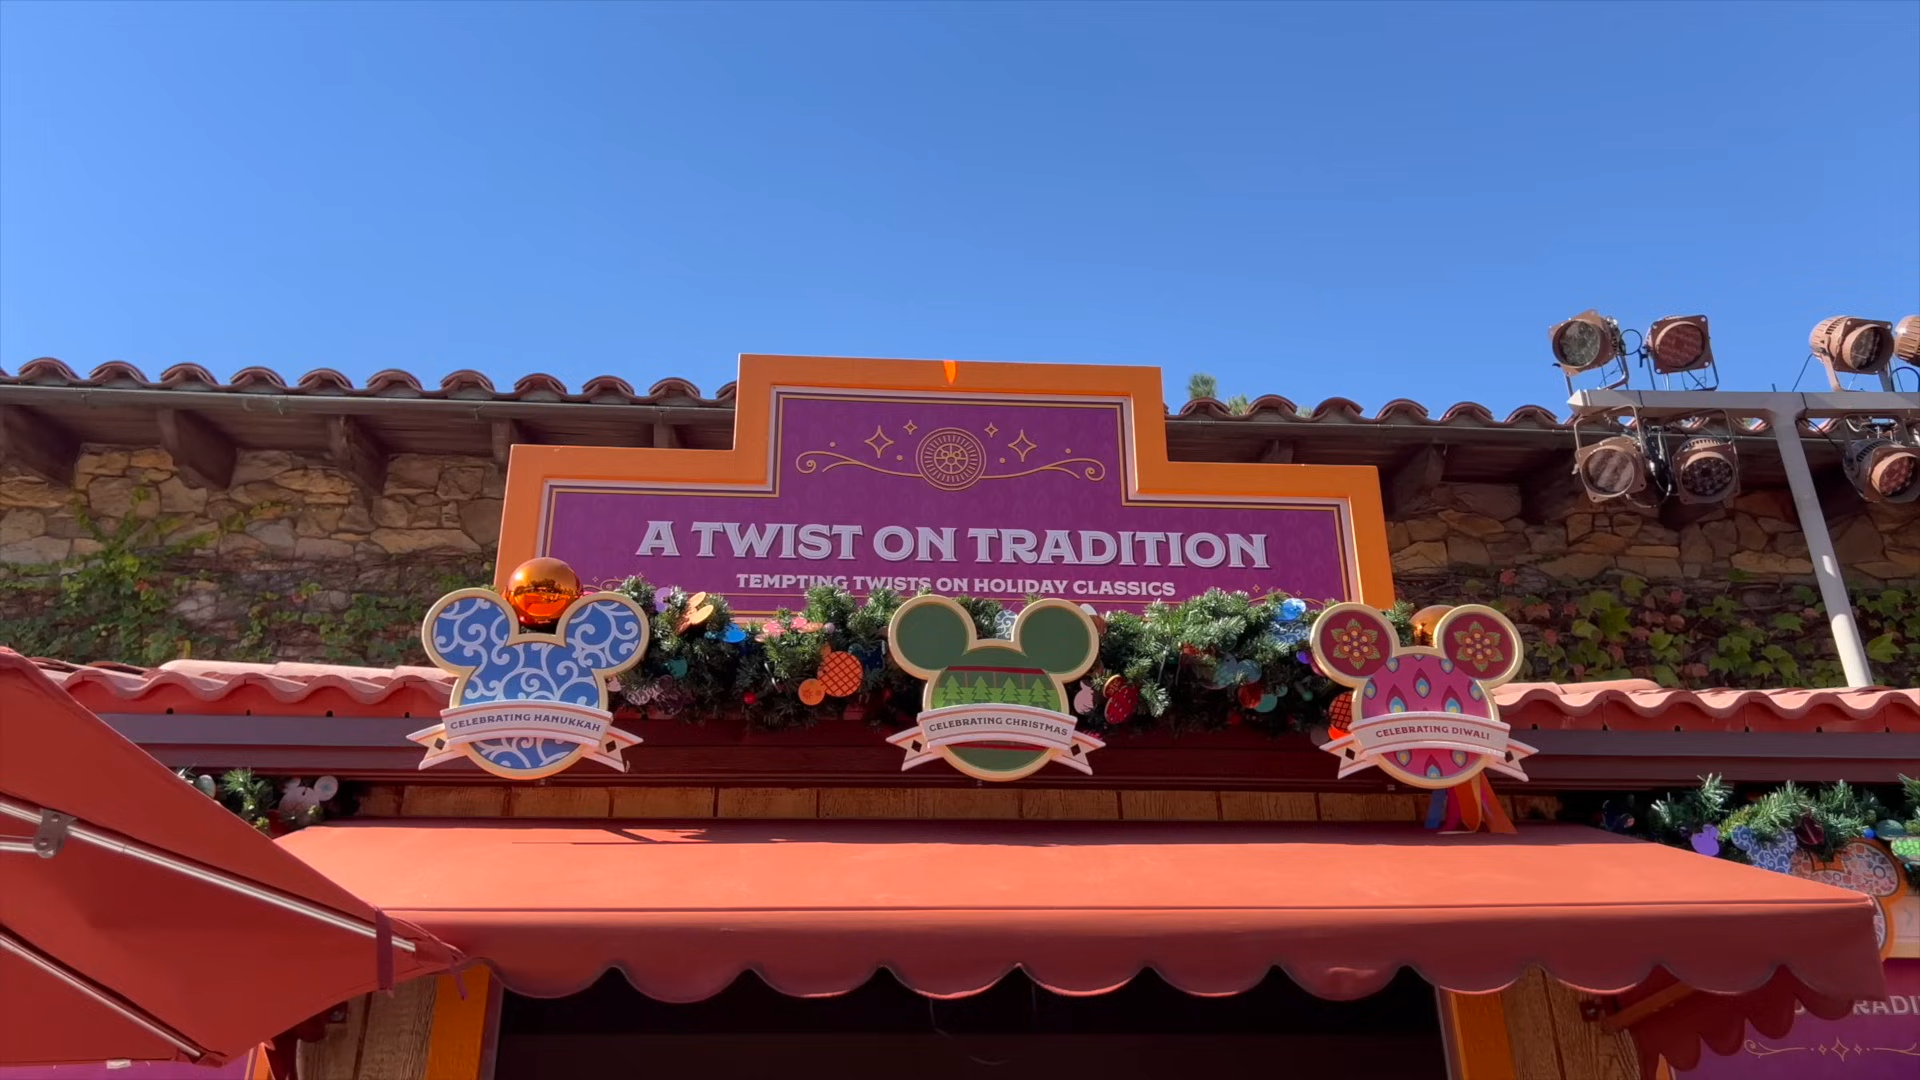 A TWIST ON TRADITION
TEMPTING TWISTS ON HOLIDAY CLASSICS
CELEBRATING HANUKKAH
CELEBRATING CHRISTMAS
CELEBRATING DIWALI